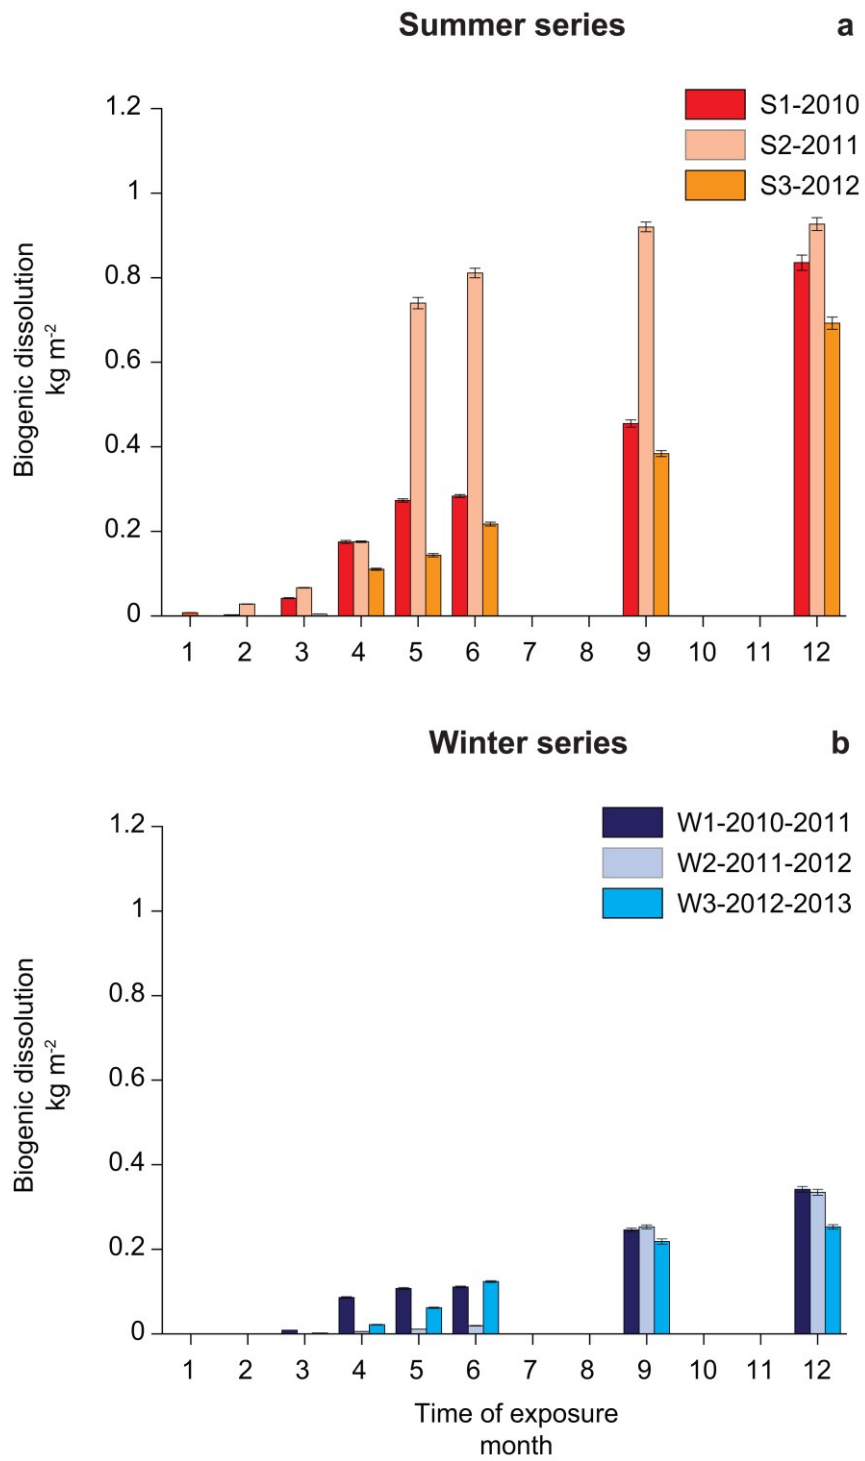 Summer series a
S1-2010
S2-2011
S3-2012
1.2
1
0.8
0.6
0.4
0.2
0
Biogenic dissolution
kg m-2
1 2 3 4 5 6 7 8 9 10 11 12
Winter series b
W1-2010-2011
W2-2011-2012
W3-2012-2013
1.2
1
0.8
0.6
0.4
0.2
0
Biogenic dissolution
kg m-2
1 2 3 4 5 6 7 8 9 10 11 12
Time of exposure
month